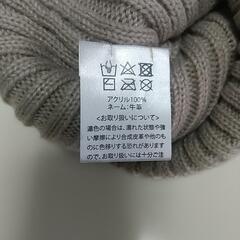 アクリル100%
ネーム:牛革
<お取り扱いについて>
濃色の場合は、濡れた状態や強
い摩擦により合成皮革や他のもの
に色移りする恐れがありますので
お取り扱いには十分ご注